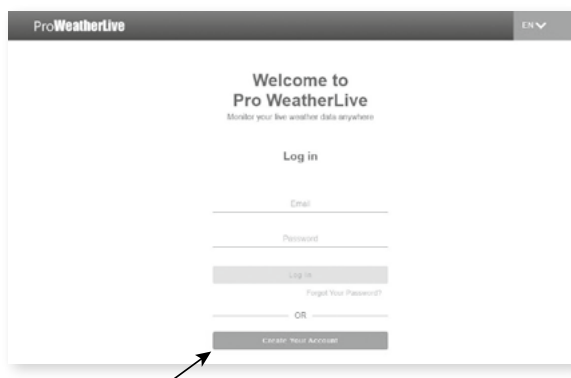 ProWeatherLive
EN
Welcome to
Pro WeatherLive
Monitor your live weather data anywhere
Log in
Email
Password
Log in
Forgot Your Password?
OR
Create Your Account